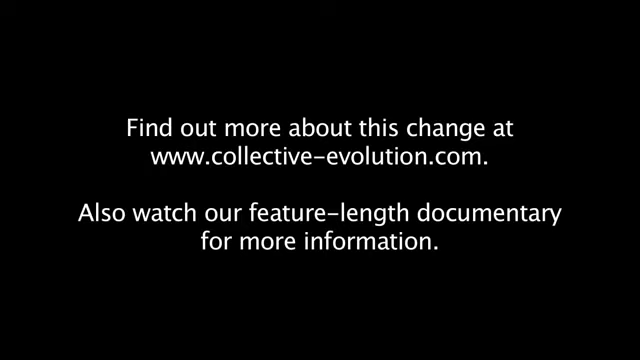 Find out more about this change at
www.collective-evolution.com.
Also watch our feature-length documentary
for more information.